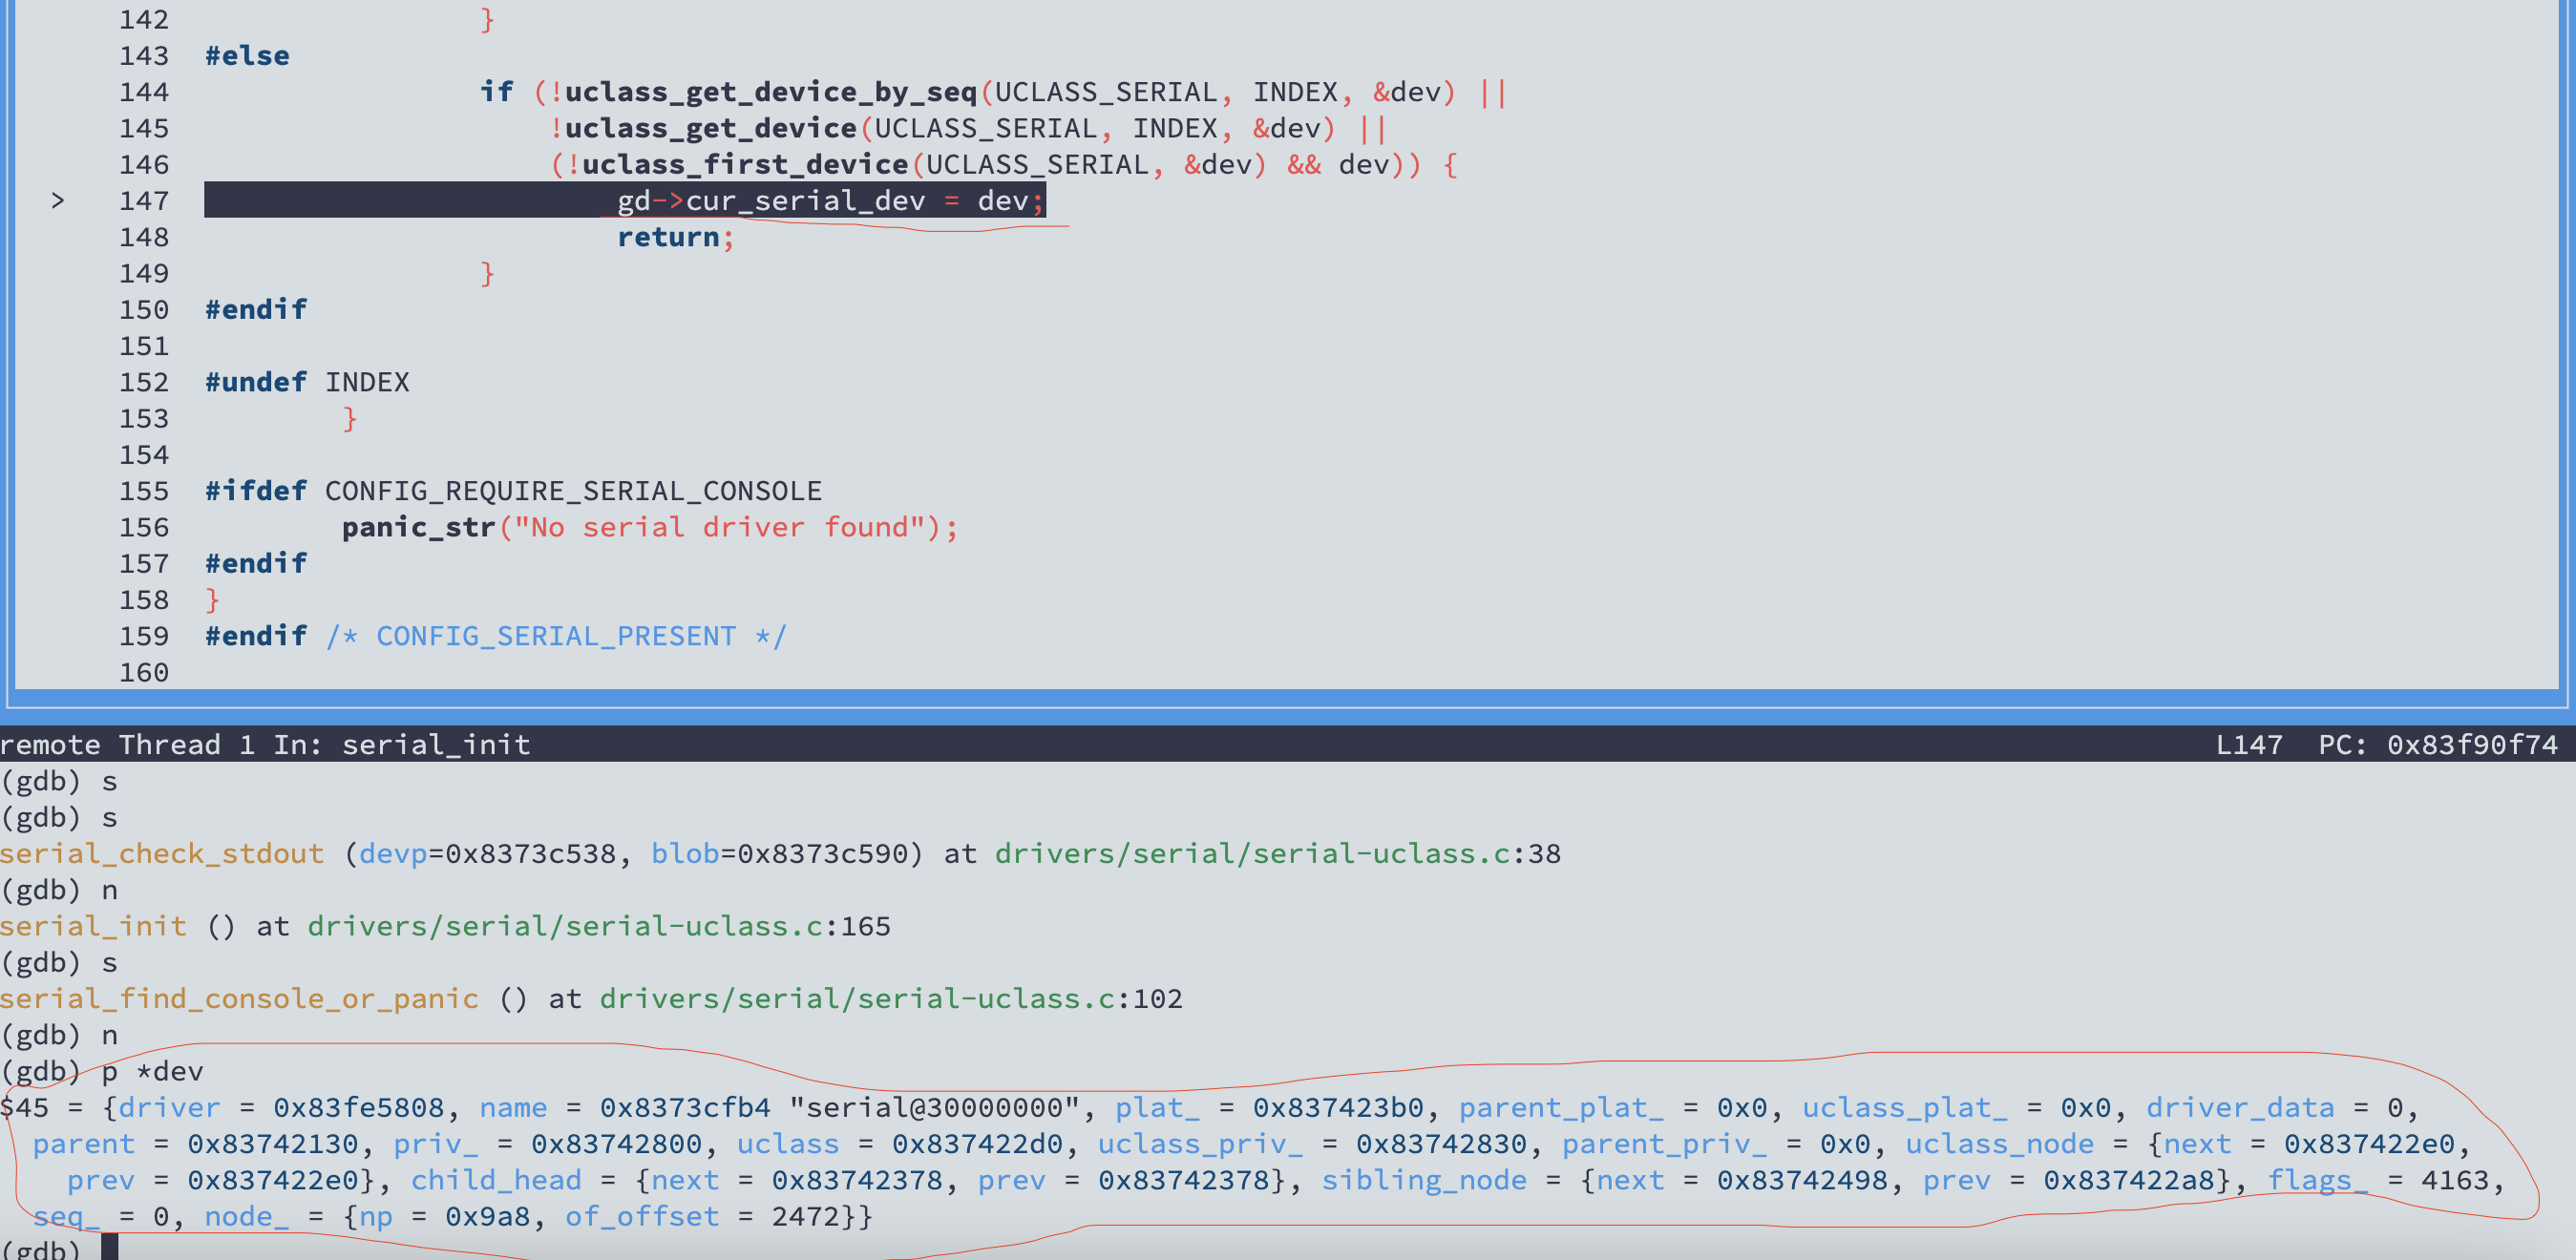 142                  }
143  #else
144                  if (!uclass_get_device_by_seq(UCLASS_SERIAL, INDEX, &dev) ||
145                      !uclass_get_device(UCLASS_SERIAL, INDEX, &dev) ||
146                      (!uclass_first_device(UCLASS_SERIAL, &dev) && dev)) {
> 147                          gd->cur_serial_dev = dev;
148                          return;
149                  }
150  #endif
151
152  #undef INDEX
153          }
154
155  #ifdef CONFIG_REQUIRE_SERIAL_CONSOLE
156          panic_str("No serial driver found");
157  #endif
158  }
159  #endif /* CONFIG_SERIAL_PRESENT */
160
remote Thread 1 In: serial_init                    L147  PC: 0x83f90f74
(gdb) s
(gdb) s
serial_check_stdout (devp=0x8373c538, blob=0x8373c590) at drivers/serial/serial-uclass.c:38
(gdb) n
serial_init () at drivers/serial/serial-uclass.c:165
(gdb) s
serial_find_console_or_panic () at drivers/serial/serial-uclass.c:102
(gdb) n
(gdb) p *dev
$45 = {driver = 0x83fe5808, name = 0x8373cfb4 "serial@30000000", plat_ = 0x837423b0, parent_plat_ = 0x0, uclass_plat_ = 0x0, driver_data = 0,
  parent = 0x83742130, priv_ = 0x83742800, uclass = 0x837422d0, uclass_priv_ = 0x83742830, parent_priv_ = 0x0, uclass_node = {next = 0x837422e0,
    prev = 0x837422e0}, child_head = {next = 0x83742378, prev = 0x83742378}, sibling_node = {next = 0x83742498, prev = 0x837422a8}, flags_ = 4163,
  seq_ = 0, node_ = {np = 0x9a8, of_offset = 2472}}
(gdb)